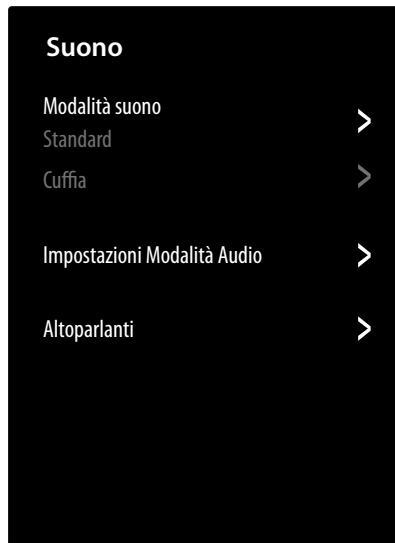 Suono
Modalità suono
Standard
Cuffia
Impostazioni Modalità Audio
Altoparlanti